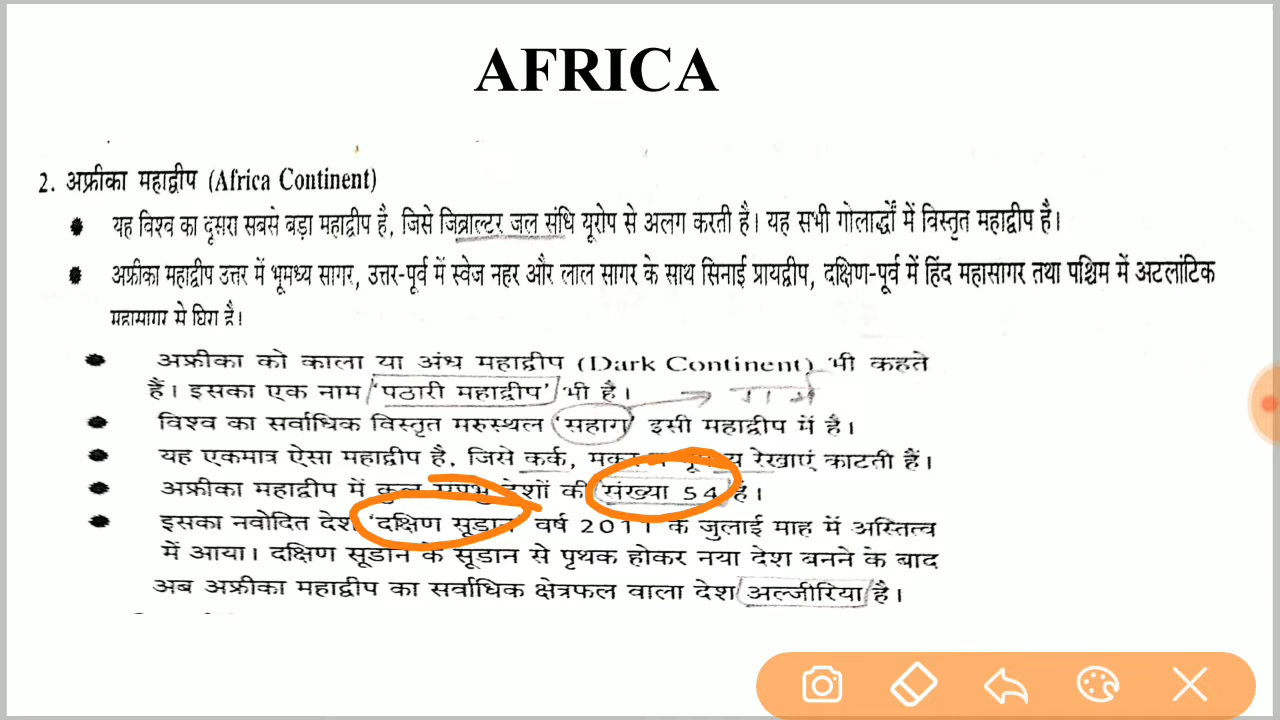 AFRICA
2. अफ्रीका महाद्वीप (Africa Continent)
यह विश्व का दूसरा सबसे बड़ा महाद्वीप है, जिसे जिब्राल्टर जल संधि यूरोप से अलग करती है। यह सभी गोलार्द्धों में विस्तृत महाद्वीप है।
अफ्रीका महाद्वीप उत्तर में भूमध्य सागर, उत्तर-पूर्व में स्वेज नहर और लाल सागर के साथ सिनाई प्रायद्वीप, दक्षिण-पूर्व में हिंद महासागर तथा पश्चिम में अटलांटिक
महासागर से घिरा है।
अफ्रीका को काला या अंध महाद्वीप (Dark Continent) भी कहते
हैं। इसका एक नाम 'पठारी महाद्वीप' भी है। गर्म
विश्व का सर्वाधिक विस्तृत मरुस्थल 'सहारा' इसी महाद्वीप में है।
यह एकमात्र ऐसा महाद्वीप है, जिसे कर्क, मकर रेखाएं काटती हैं।
अफ्रीका महाद्वीप में कुल देशों की संख्या 54 है।
इसका नवोदित देश 'दक्षिण सूडान' वर्ष 2011 के जुलाई माह में अस्तित्व
में आया। दक्षिण सूडान के सूडान से पृथक होकर नया देश बनने के बाद
अब अफ्रीका महाद्वीप का सर्वाधिक क्षेत्रफल वाला देश अल्जीरिया है।